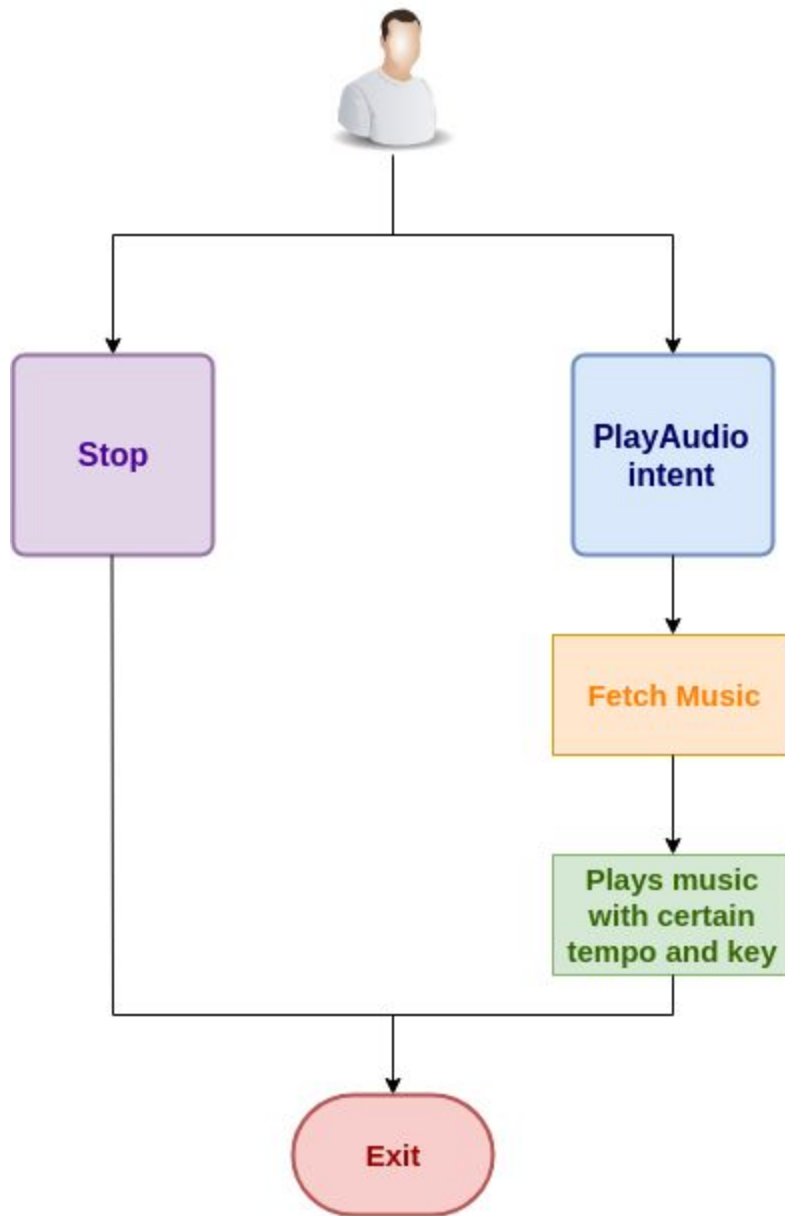 Stop
PlayAudio
intent
Fetch Music
Plays music
with certain
tempo and key
Exit